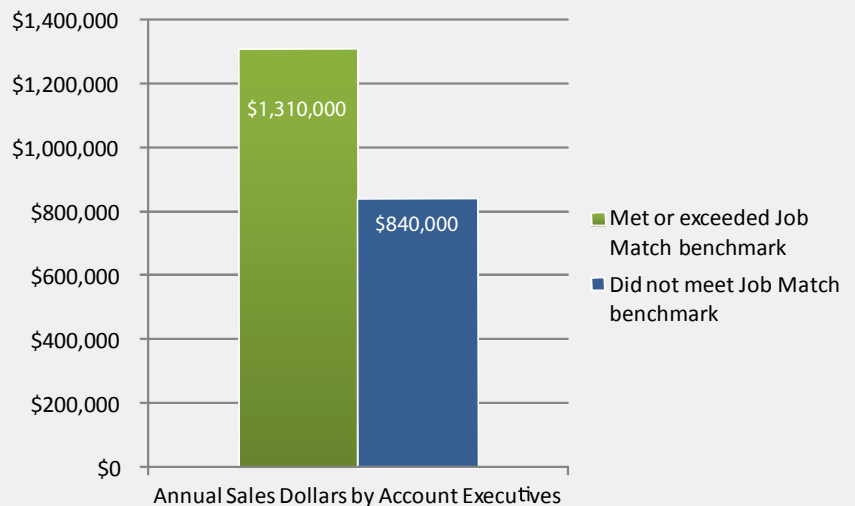 $1,400,000
$1,200,000
$1,000,000
$800,000
$600,000
$400,000
$200,000
$0
$1,310,000
$840,000
Annual Sales Dollars by Account Executives
Met or exceeded Job
Match benchmark
Did not meet Job Match
benchmark